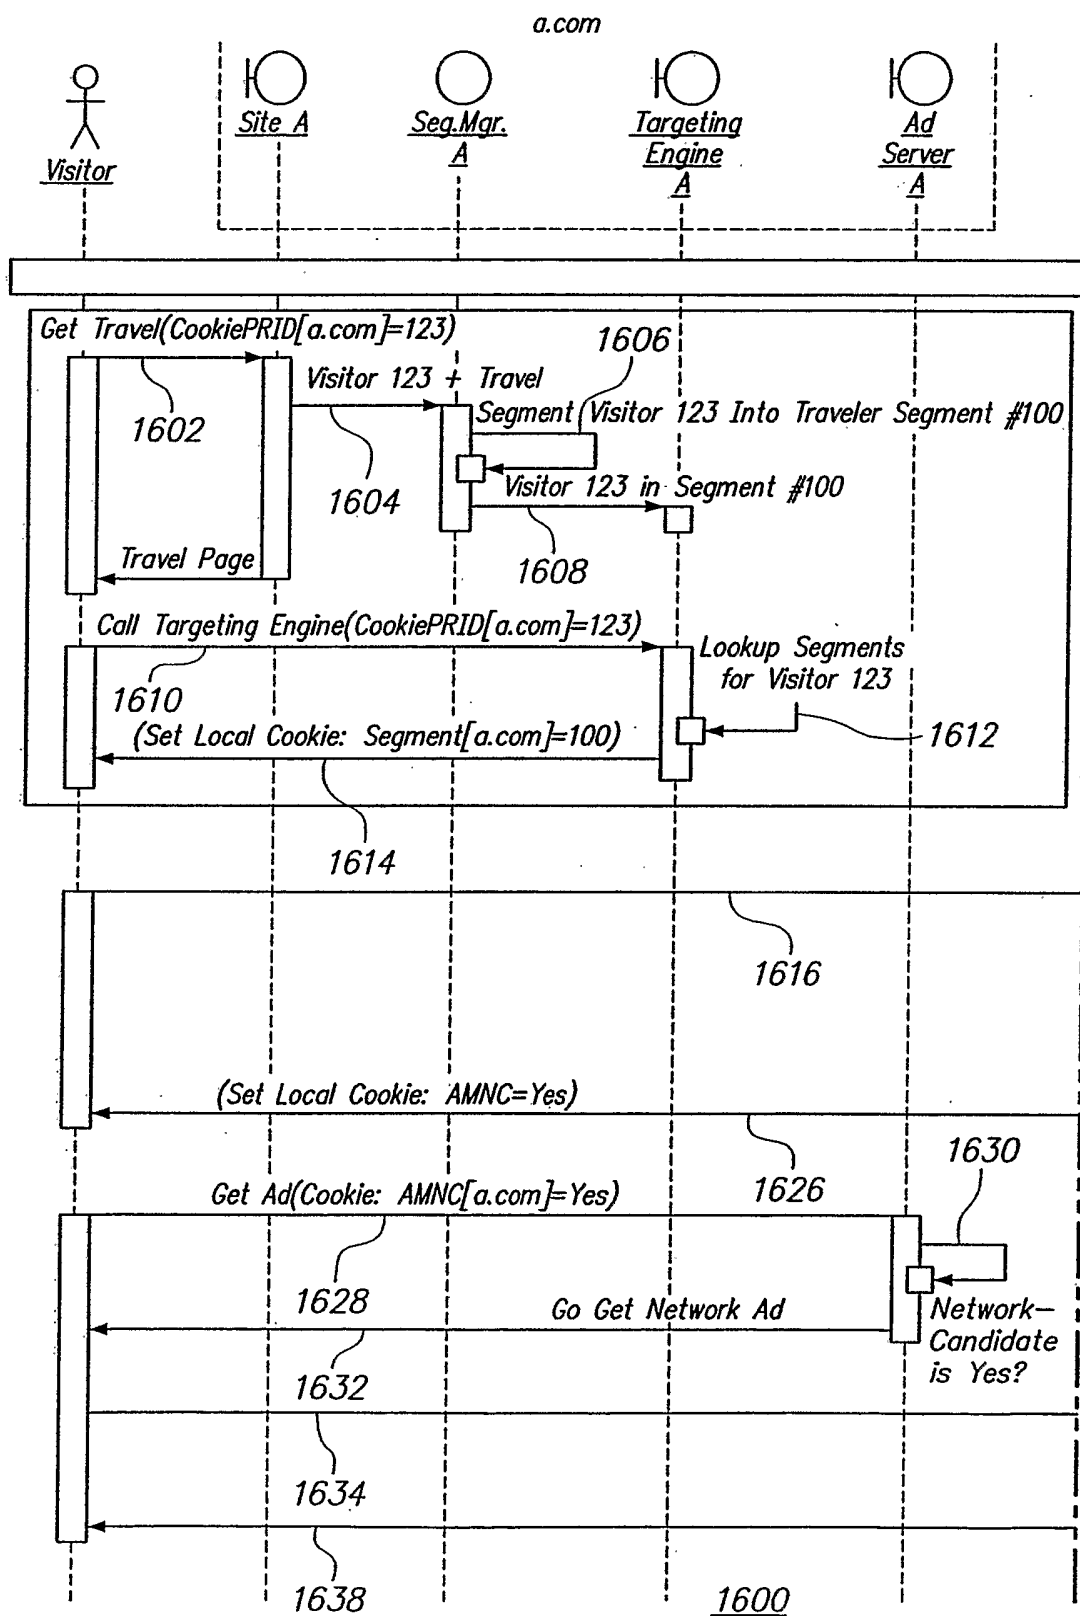 a.com
Visitor
Site A
Seg.Mgr.
A
Targeting
Engine
A
Ad
Server
A
Get Travel(CookiePRID[a.com]=123)
1606
Visitor 123 + Travel
1602
Segment Visitor 123 Into Traveler Segment #100
1604
Visitor 123 in Segment #100
1608
Travel Page
Call Targeting Engine(CookiePRID[a.com]=123)
Lookup Segments
for Visitor 123
1610
1612
(Set Local Cookie: Segment[a.com]=100)
1614
1616
(Set Local Cookie: AMNC=Yes)
1626
1630
Get Ad(Cookie: AMNC[a.com]=Yes)
1628
Go Get Network Ad
Network-
Candidate
is Yes?
1632
1634
1638
1600